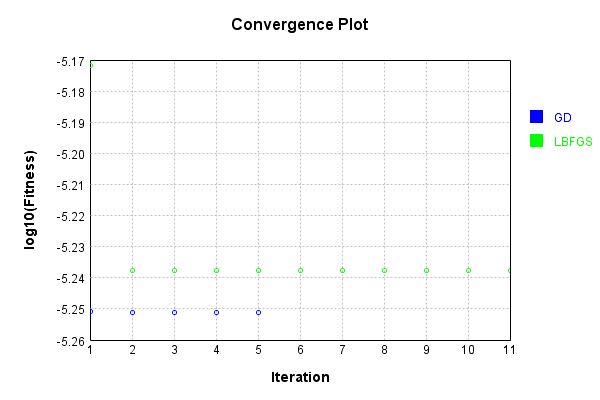 Convergence Plot
-5.17
-5.18
-5.19
-5.20
-5.21
-5.22
-5.23
-5.24
-5.25
-5.26
log10(Fitness)
1 2 3 4 5 6 7 8 9 10 11
Iteration
GD
LBFGS